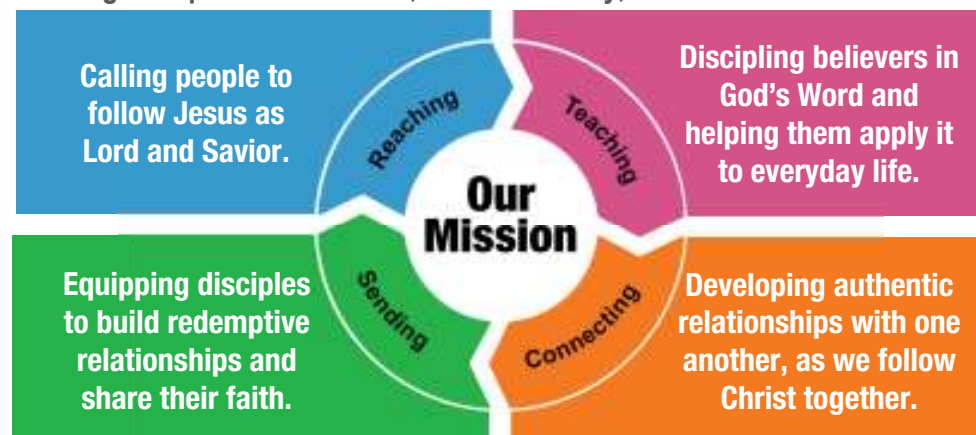 Calling people to
follow Jesus as
Lord and Savior.
Reaching
Teaching
Discipling believers in
God's Word and
helping them apply it
to everyday life.
Our
Mission
Equipping disciples
to build redemptive
relationships and
share their faith.
Sending
Connecting
Developing authentic
relationships with one
another, as we follow
Christ together.